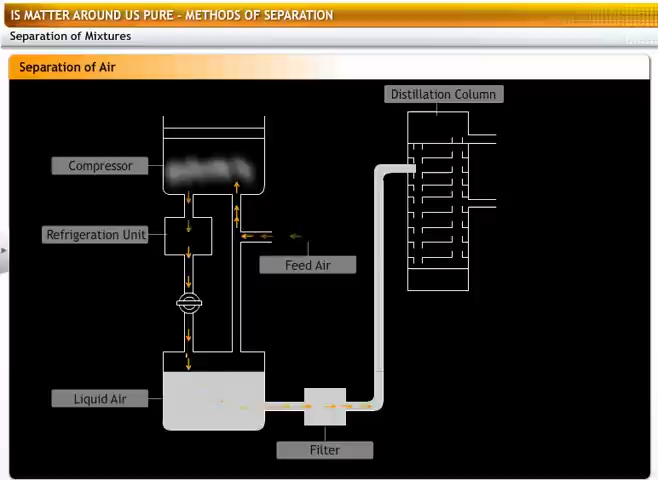 IS MATTER AROUND US PURE - METHODS OF SEPARATION
Separation of Mixtures
Separation of Air
Distillation Column
Compressor
Refrigeration Unit
Feed Air
Liquid Air
Filter